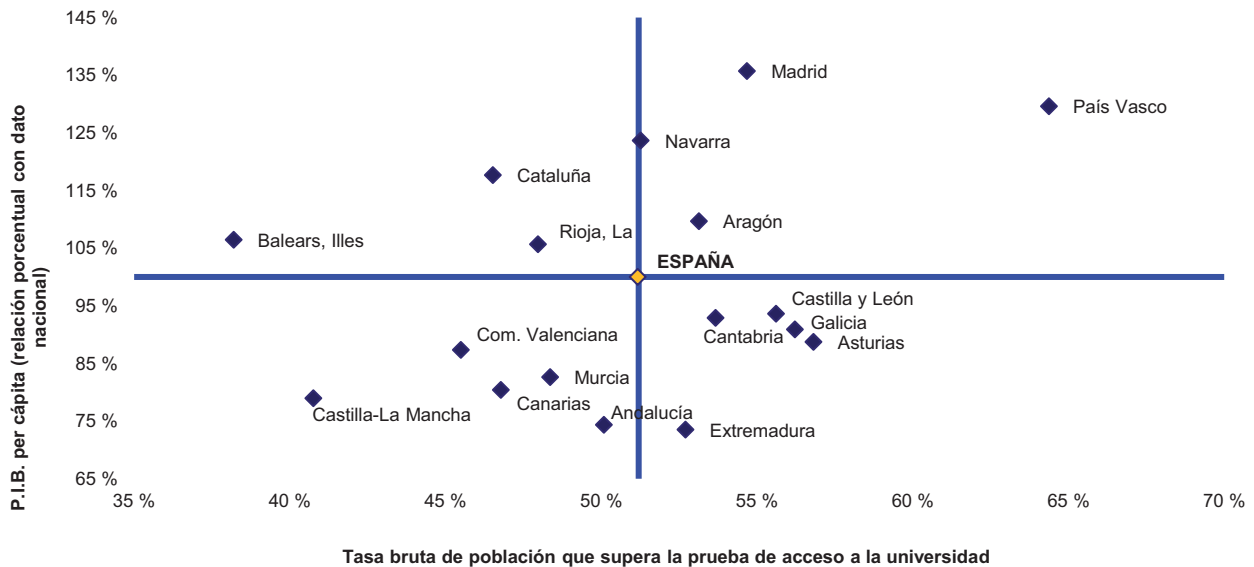 145 %
135 %
125 %
115 %
105 %
95 %
85 %
75 %
65 %
P.I.B. per cápita (relación porcentual con dato
nacional)
Madrid
País Vasco
Navarra
Cataluña
Aragón
Rioja, La
Balears, Illes
ESPAÑA
Castilla y León
Galicia
Cantabria
Asturias
Com. Valenciana
Murcia
Canarias
Castilla-La Mancha
Andalucía
Extremadura
35 %
40 %
45 %
50 %
55 %
60 %
65 %
70 %
Tasa bruta de población que supera la prueba de acceso a la universidad